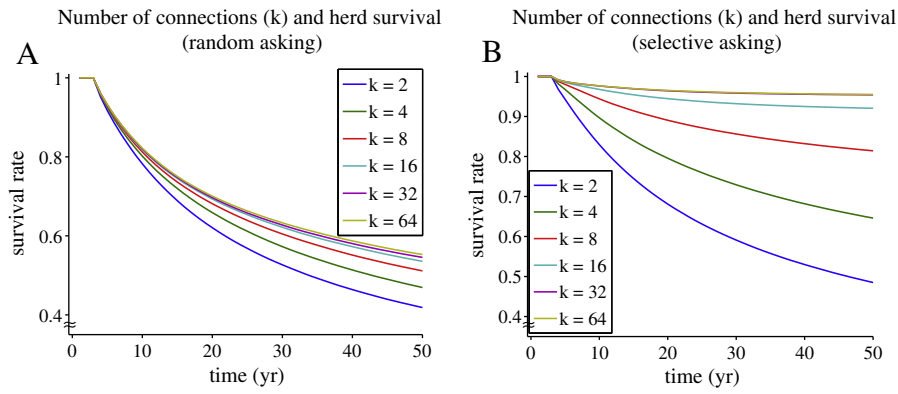 Number of connections (k) and herd survival
(random asking)
A
k = 2
k = 4
k = 8
k = 16
k = 32
k = 64
1
0.8
0.6
0.4
survival rate
0 10 20 30 40 50
time (yr)
Number of connections (k) and herd survival
(selective asking)
B
1
0.9
0.8
0.7
0.6
0.5
0.4
survival rate
k = 2
k = 4
k = 8
k = 16
k = 32
k = 64
0 10 20 30 40 50
time (yr)